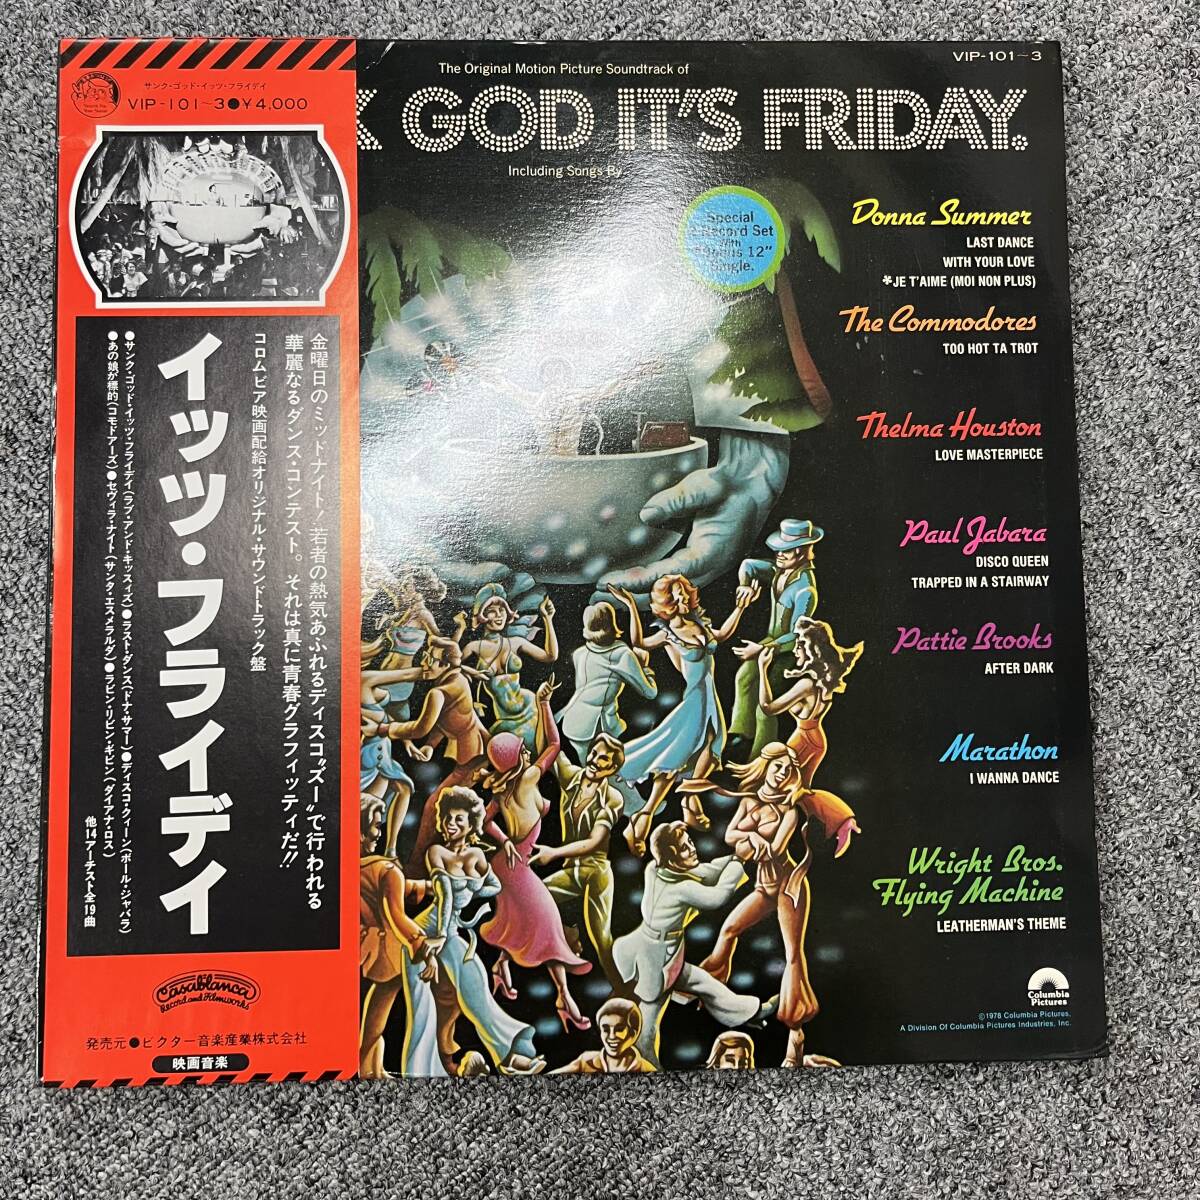 サンク・ゴッド・イッツ・フライデイ
VIP-101~3●¥4,000
イッツ・フライデイ
金曜日のミッドナイト!若者の熱気あふれるディスコ“ズー”で行われる
華麗なるダンス・コンテスト。それは真に青春グラフィティだ!!
コロムビア映画配給オリジナル・サウンドトラック盤
●サンク・ゴッド・イッツ・フライデイ(ラブ・アンド・キッスィズ)●ラスト・ダンス(ドナ・サマー)●ディスコ・クィーン(ポール・ジャバラ)
●あの娘が標的(コモドアーズ)●セヴィラ・ナイト(サンタ・エスメラルダ)●ラビン・リビン・ギビン(ダイアナ・ロス)
他14アーチスト全19曲
Casablanca
Record and Filmworks
発売元●ビクター音楽産業株式会社
映画音楽
VIP-101~3
The Original Motion Picture Soundtrack of
K GOD IT'S FRIDAY.
Including Songs By
Special
2 Record Set
With
"Bonus 12"
Single.
Donna Summer
LAST DANCE
WITH YOUR LOVE
*JE T'AIME (MOI NON PLUS)
The Commodores
TOO HOT TA TROT
Thelma Houston
LOVE MASTERPIECE
Paul Jabara
DISCO QUEEN
TRAPPED IN A STAIRWAY
Pattie Brooks
AFTER DARK
Marathon
I WANNA DANCE
Wright Bros.
Flying Machine
LEATHERMAN'S THEME
Columbia
Pictures
©1978 Columbia Pictures,
A Division Of Columbia Pictures Industries, Inc.